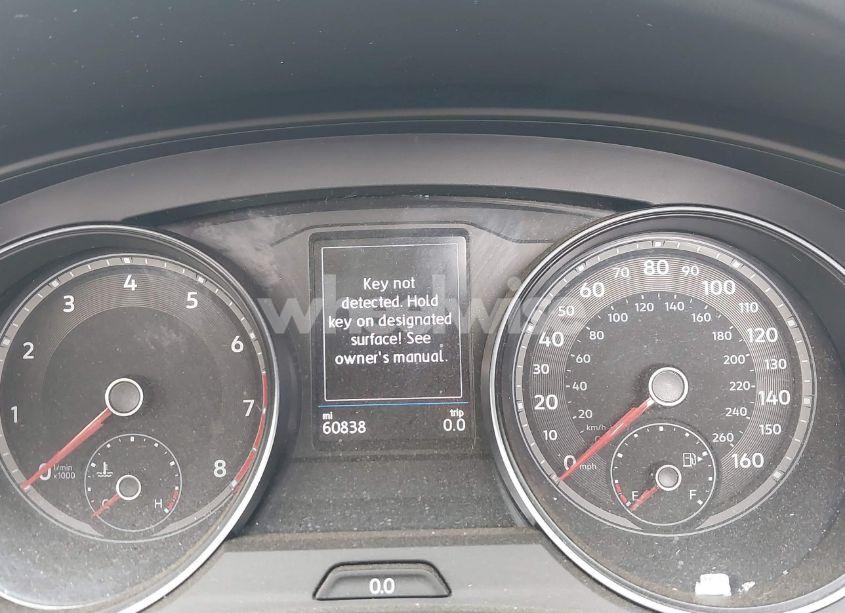 Key not
detected. Hold
key on designated
surface! See
owner's manual.
mi trip
60838 0.0
0 1 2 3 4 5 6 7 8
l/min
x1000
C H
0 10 20 30 40 50 60 70 80 90 100 110 120 140 150 160
mph
20 40 60 80 100 120 140 160 180 200 220 240 260
km/h
E F
0.0
wheelwise